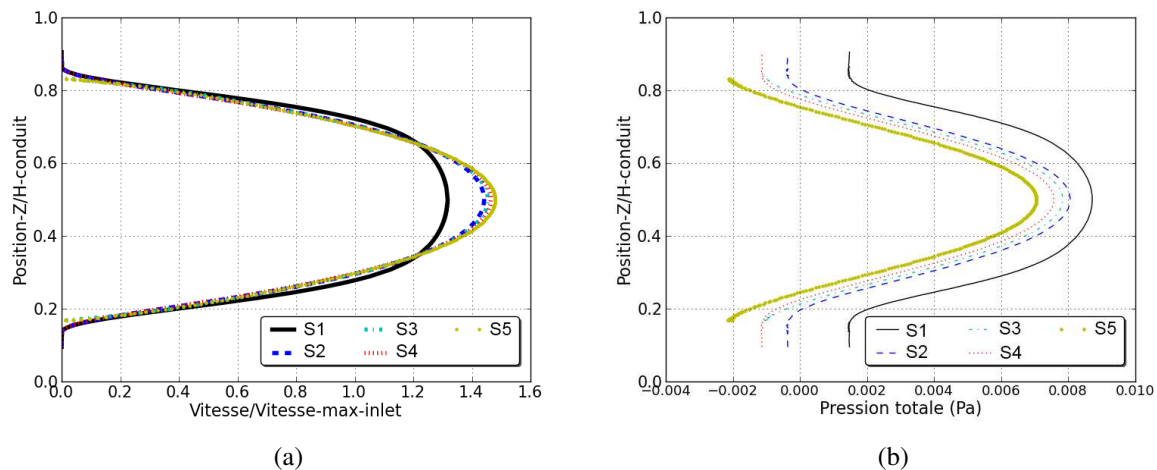 1.0
0.8
0.6
0.4
0.2
0.0
Position-Z/H-conduit
0.0 0.2 0.4 0.6 0.8 1.0 1.2 1.4 1.6
Vitesse/Vitesse-max-inlet
S1 S3 S5
S2 S4
(a)
1.0
0.8
0.6
0.4
0.2
0.0
Position-Z/H-conduit
−0.004 −0.002 0.000 0.002 0.004 0.006 0.008 0.010
Pression totale (Pa)
S1 S3 S5
S2 S4
(b)